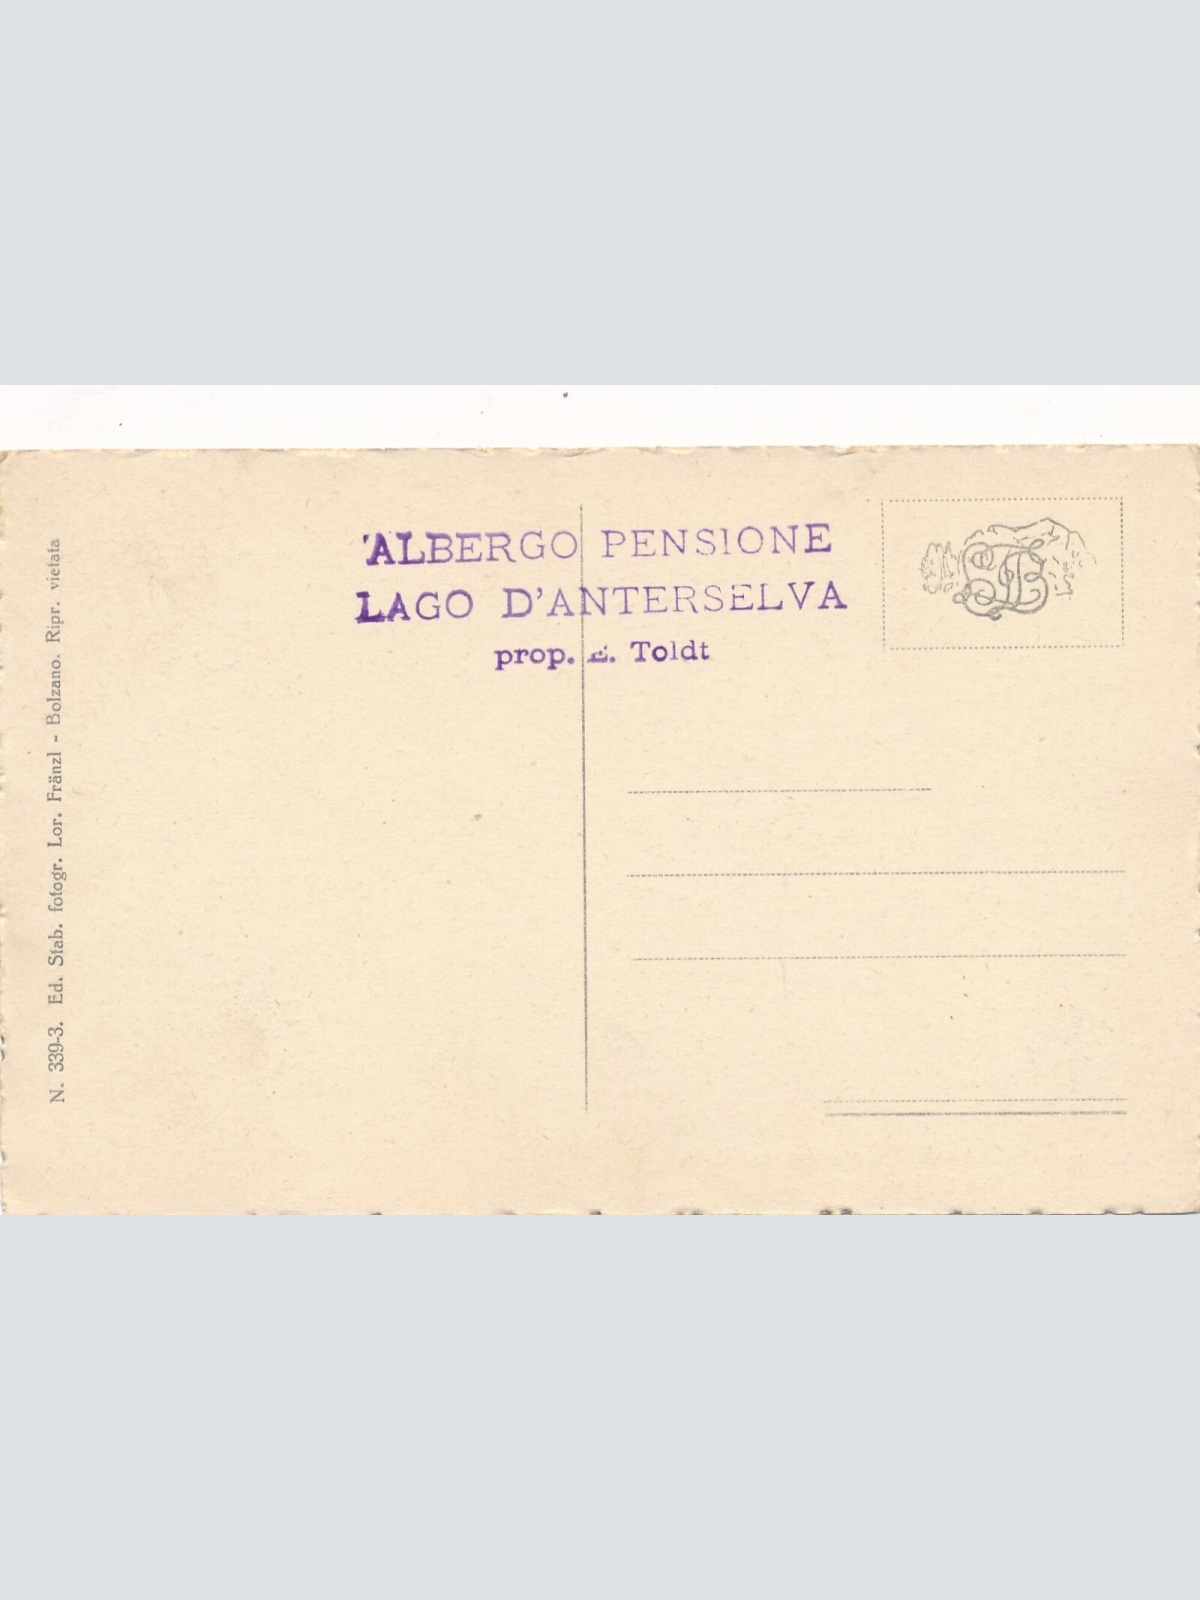 ALBERGO PENSIONE
LAGO D'ANTERSELVA
prop. E. Toldt
N. 339-3. Ed. Stab. fotogr. Lor. Fränzl - Bolzano. Ripr. vietata